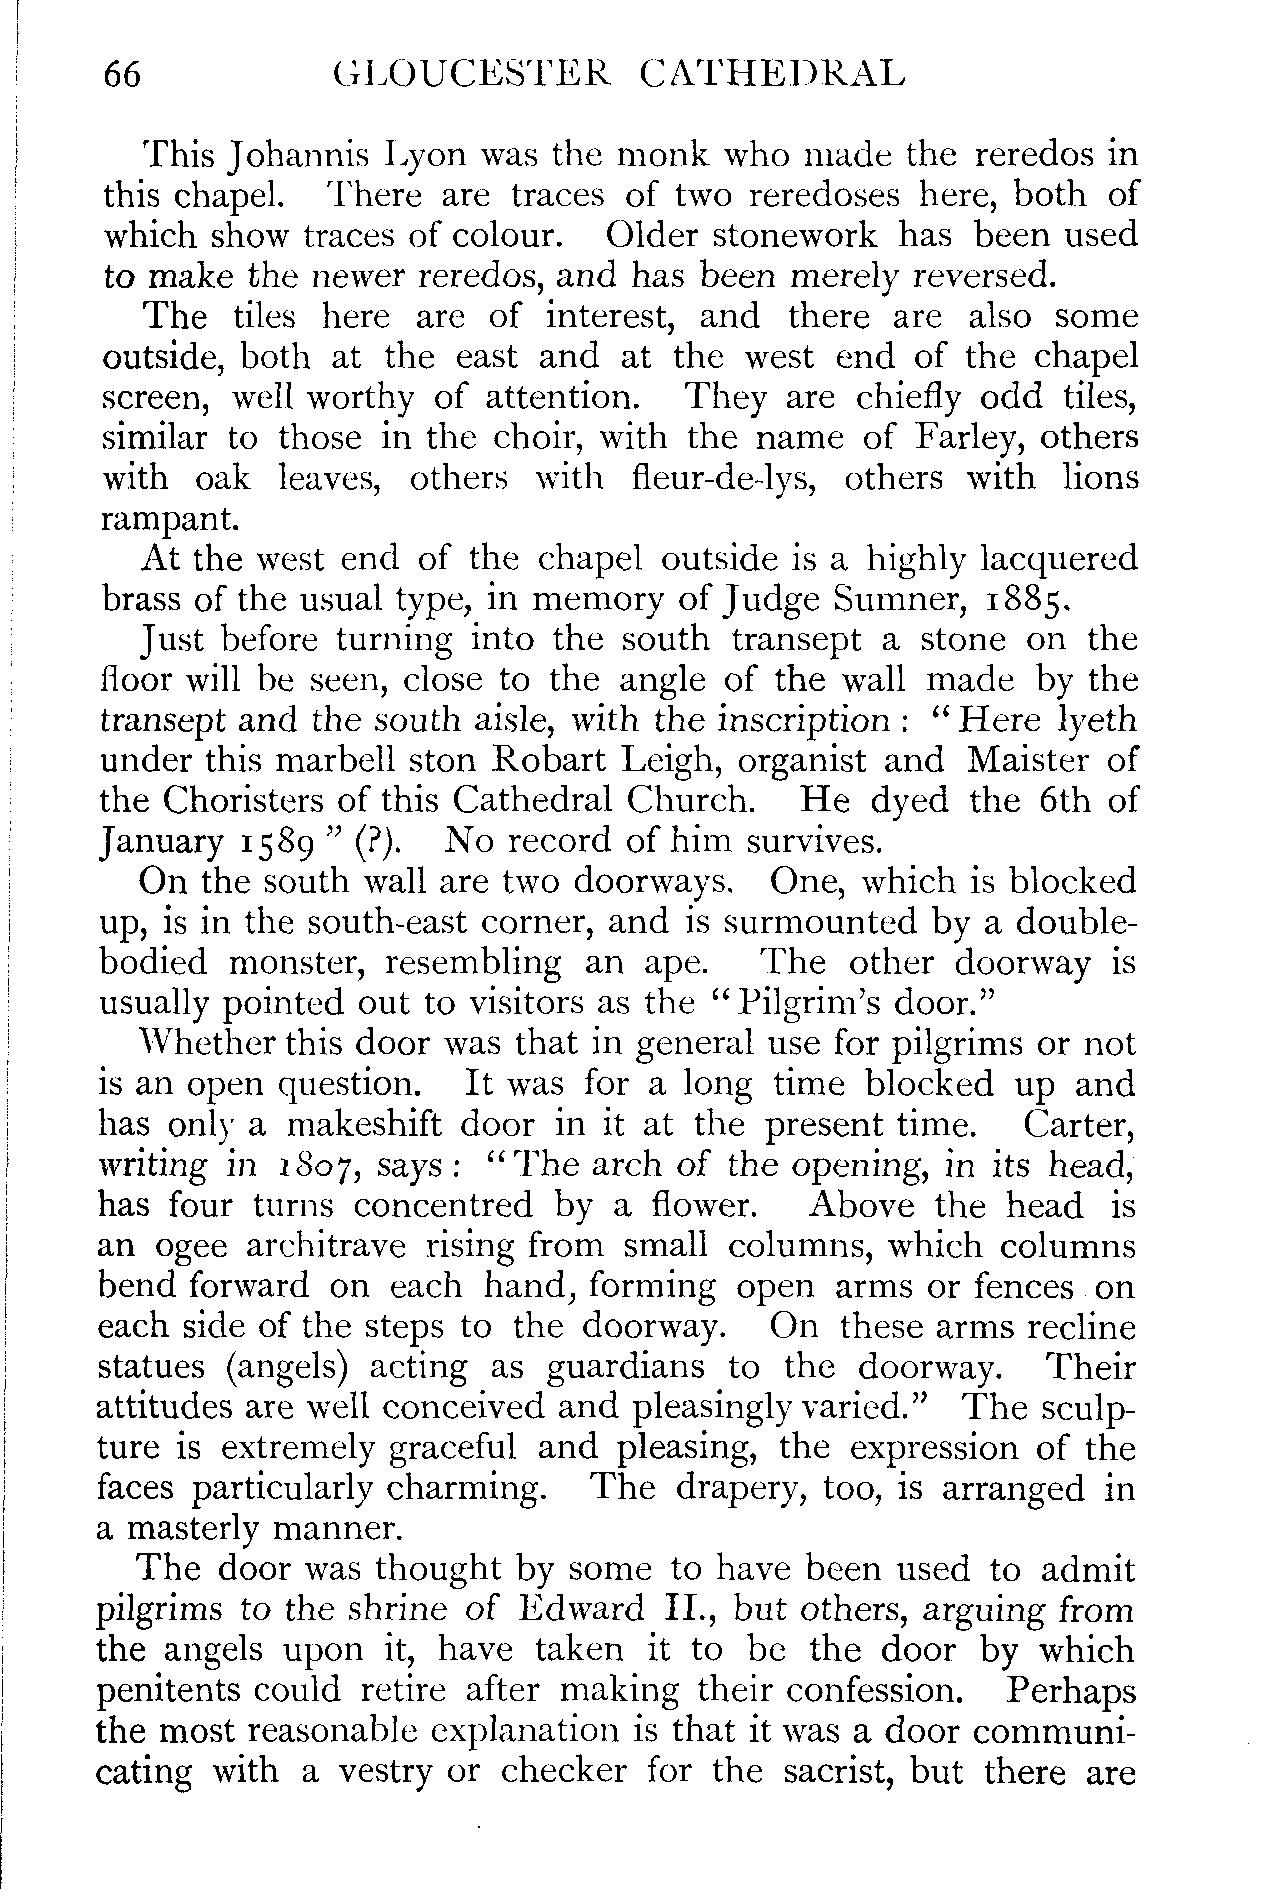 66 GLOUCESTER CATHEDRAL
This Johannis Lyon was the monk who made the reredos in
this chapel. There are traces of two reredoses here, both of
which show traces of colour. Older stonework has been used
to make the newer reredos, and has been merely reversed.
The tiles here are of interest, and there are also some
outside, both at the east and at the west end of the chapel
screen, well worthy of attention. They are chiefly odd tiles,
similar to those in the choir, with the name of Farley, others
with oak leaves, others with fleur-de-lys, others with lions
rampant.
At the west end of the chapel outside is a highly lacquered
brass of the usual type, in memory of Judge Sumner, 1885.
Just before turning into the south transept a stone on the
floor will be seen, close to the angle of the wall made by the
transept and the south aisle, with the inscription : “ Here lyeth
under this marbell ston Robart Leigh, organist and Maister of
the Choristers of this Cathedral Church. He dyed the 6th of
January 1589 ” (?). No record of him survives.
On the south wall are two doorways. One, which is blocked
up, is in the south-east corner, and is surmounted by a double-
bodied monster, resembling an ape. The other doorway is
usually pointed out to visitors as the “ Pilgrim’s door.”
Whether this door was that in general use for pilgrims or not
is an open question. It was for a long time blocked up and
has only a makeshift door in it at the present time. Carter,
writing in 1807, says : “ The arch of the opening, in its head,
has four turns concentred by a flower. Above the head is
an ogee architrave rising from small columns, which columns
bend forward on each hand, forming open arms or fences on
each side of the steps to the doorway. On these arms recline
statues (angels) acting as guardians to the doorway. Their
attitudes are well conceived and pleasingly varied.” The sculp-
ture is extremely graceful and pleasing, the expression of the
faces particularly charming. The drapery, too, is arranged in
a masterly manner.
The door was thought by some to have been used to admit
pilgrims to the shrine of Edward II., but others, arguing from
the angels upon it, have taken it to be the door by which
penitents could retire after making their confession. Perhaps
the most reasonable explanation is that it was a door communi-
cating with a vestry or checker for the sacrist, but there are